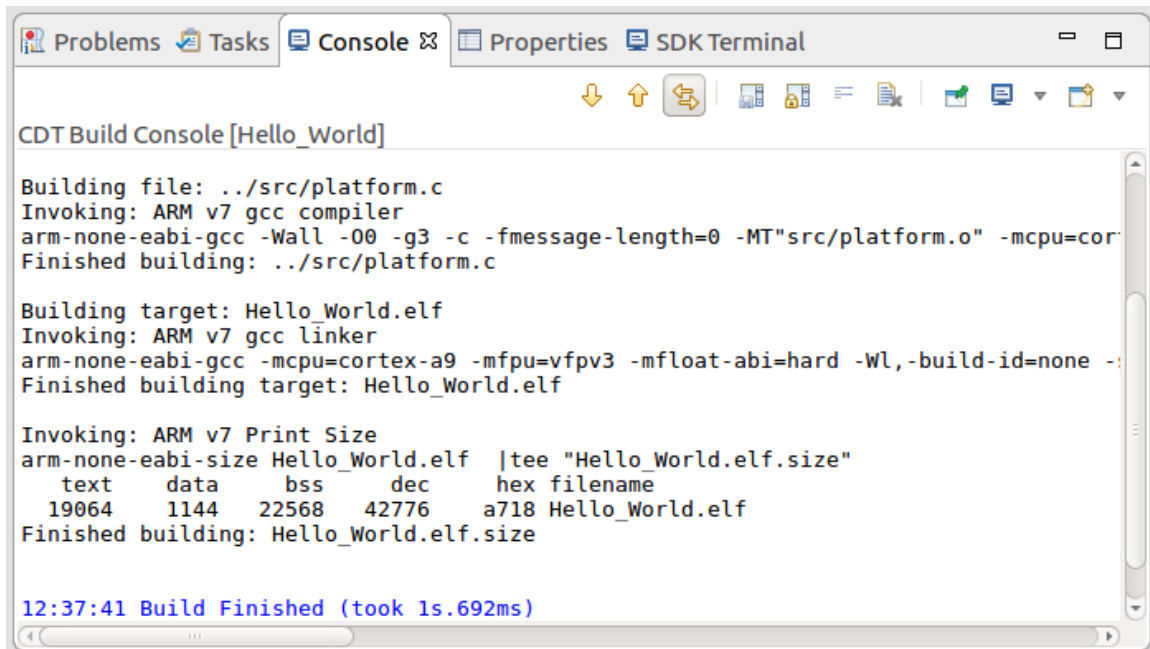 Problems Tasks Console Properties SDK Terminal
CDT Build Console [Hello_World]
Building file: ../src/platform.c
Invoking: ARM v7 gcc compiler
arm-none-eabi-gcc -Wall -O0 -g3 -c -fmessage-length=0 -MT"src/platform.o" -mcpu=cor
Finished building: ../src/platform.c
Building target: Hello_World.elf
Invoking: ARM v7 gcc linker
arm-none-eabi-gcc -mcpu=cortex-a9 -mfpu=vfpv3 -mfloat-abi=hard -Wl,-build-id=none -
Finished building target: Hello_World.elf
Invoking: ARM v7 Print Size
arm-none-eabi-size Hello_World.elf  |tee "Hello_World.elf.size"
   text    data     bss     dec     hex filename
  19064    1144   22568   42776    a718 Hello_World.elf
Finished building: Hello_World.elf.size
12:37:41 Build Finished (took 1s.692ms)